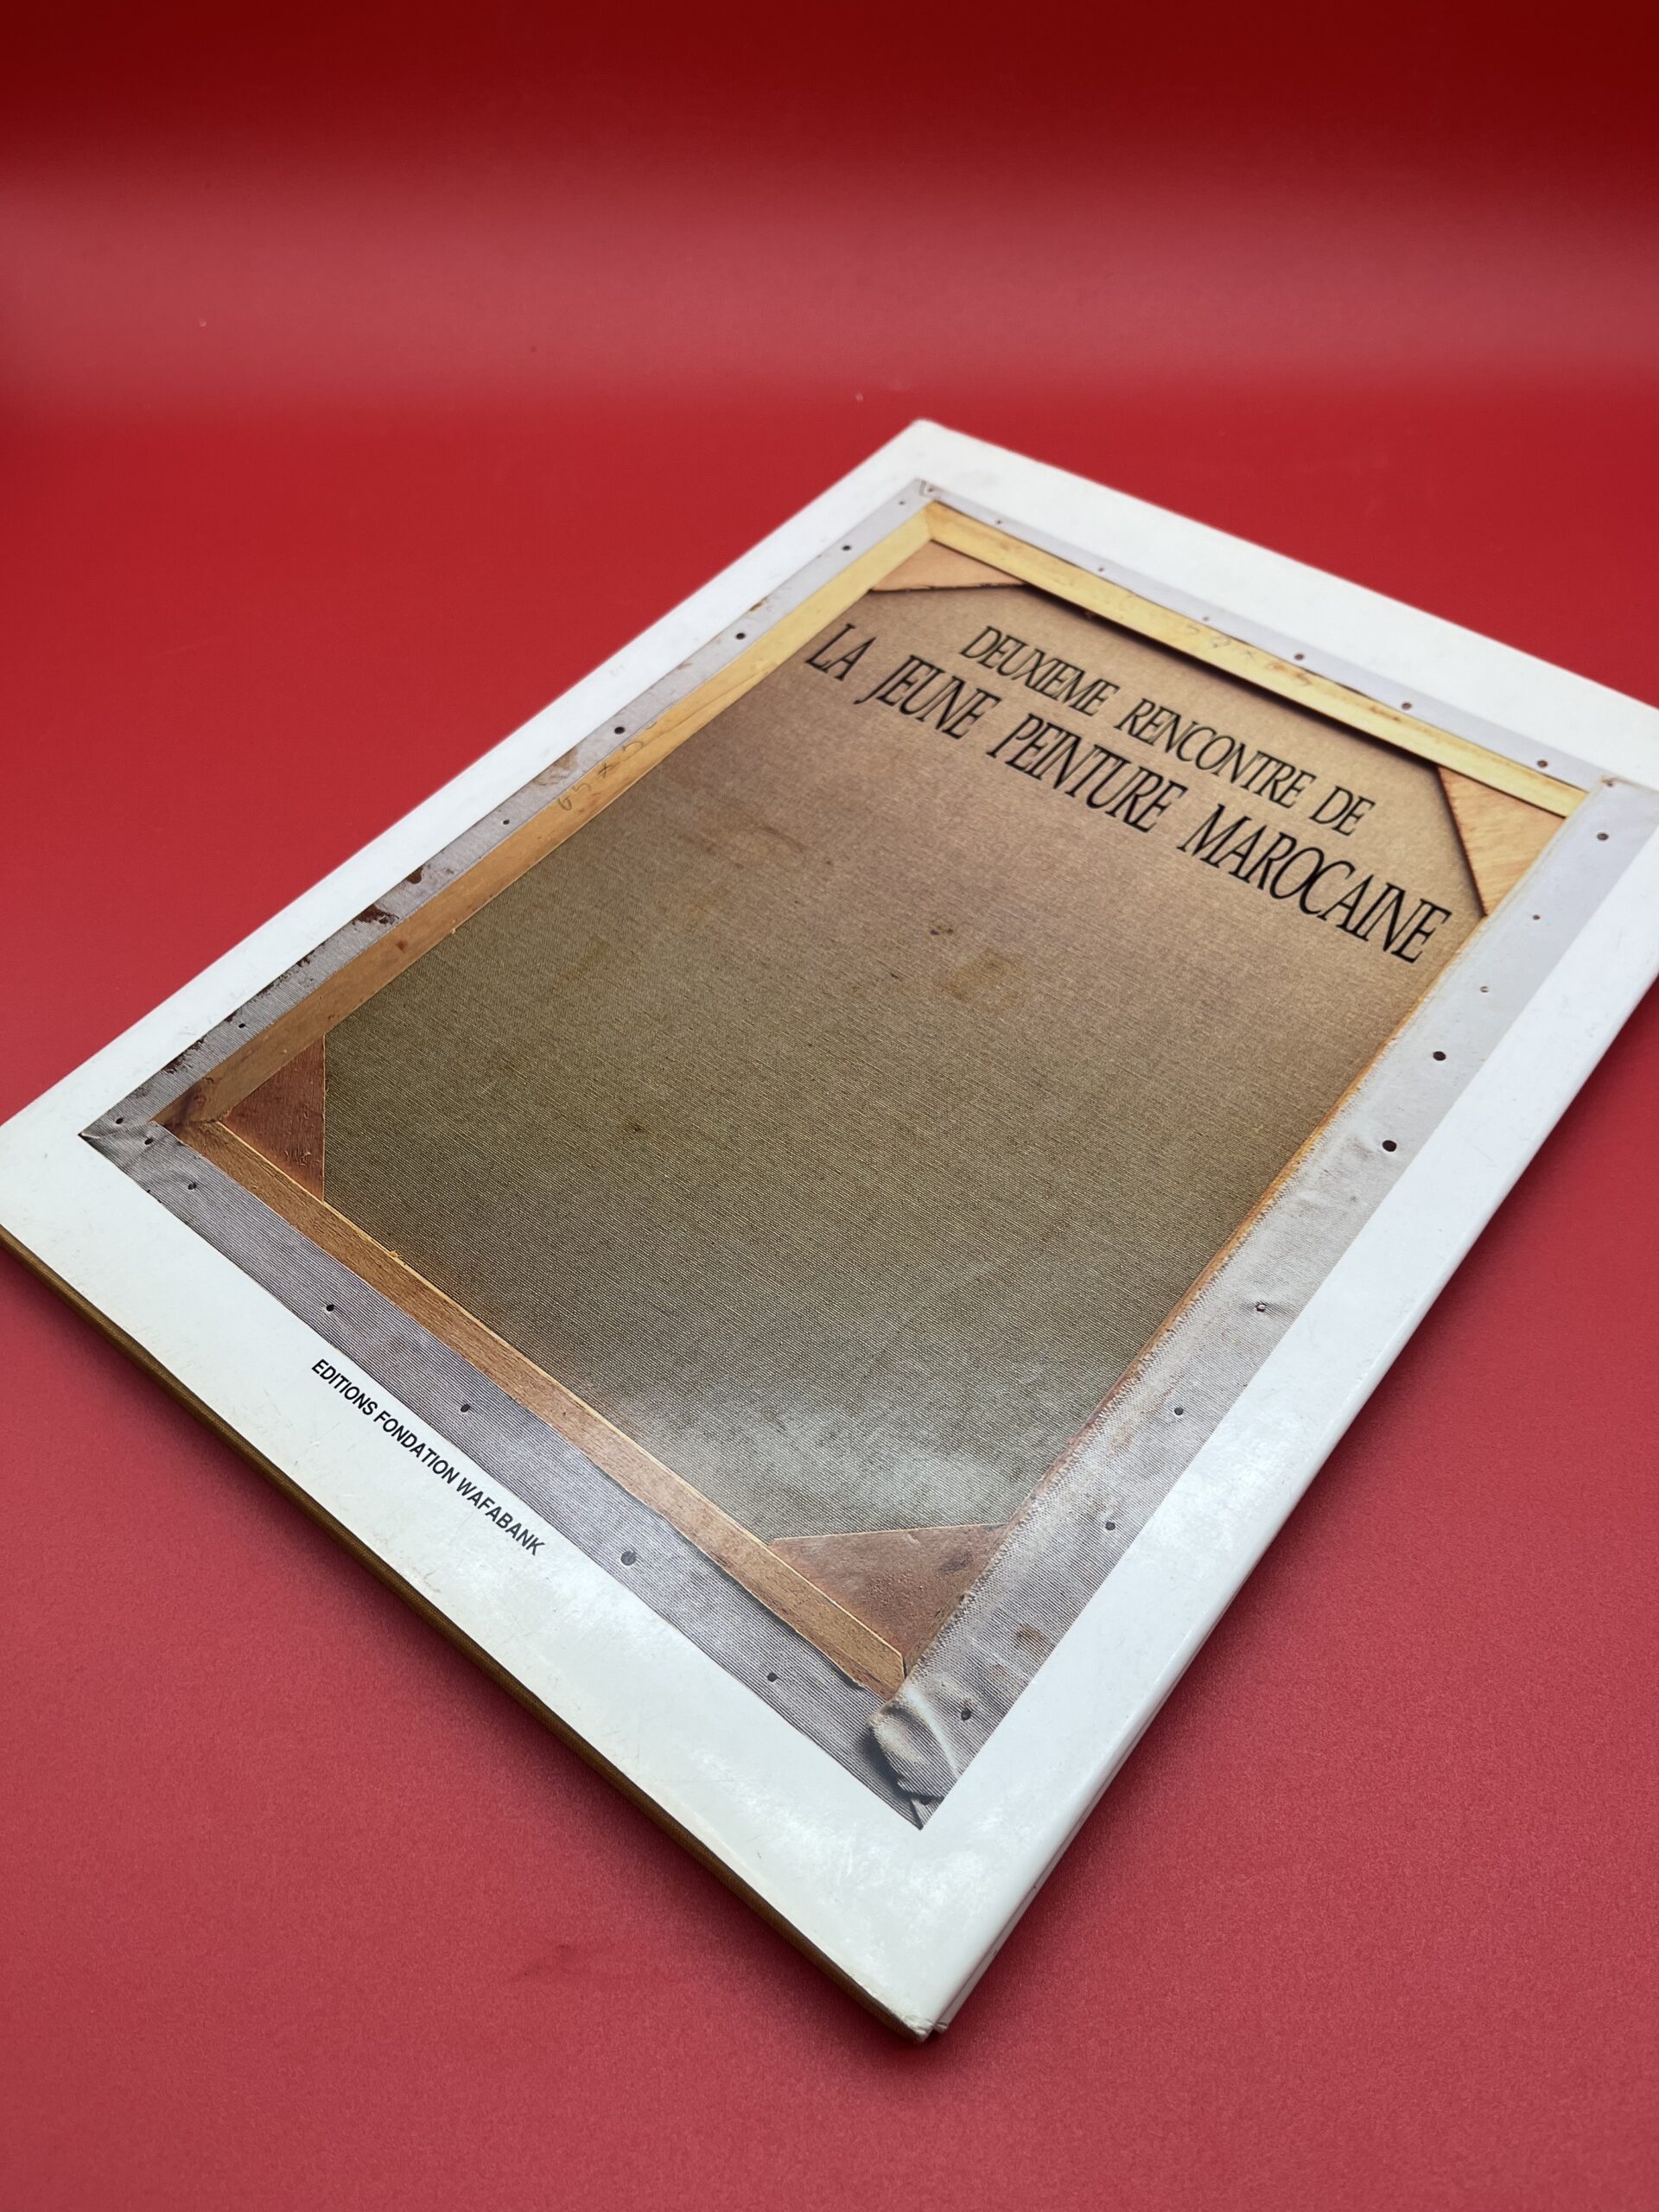 DEUXIEME RENCONTRE DE
LA JEUNE PEINTURE MAROCAINE
EDITIONS FONDATION WAFABANK